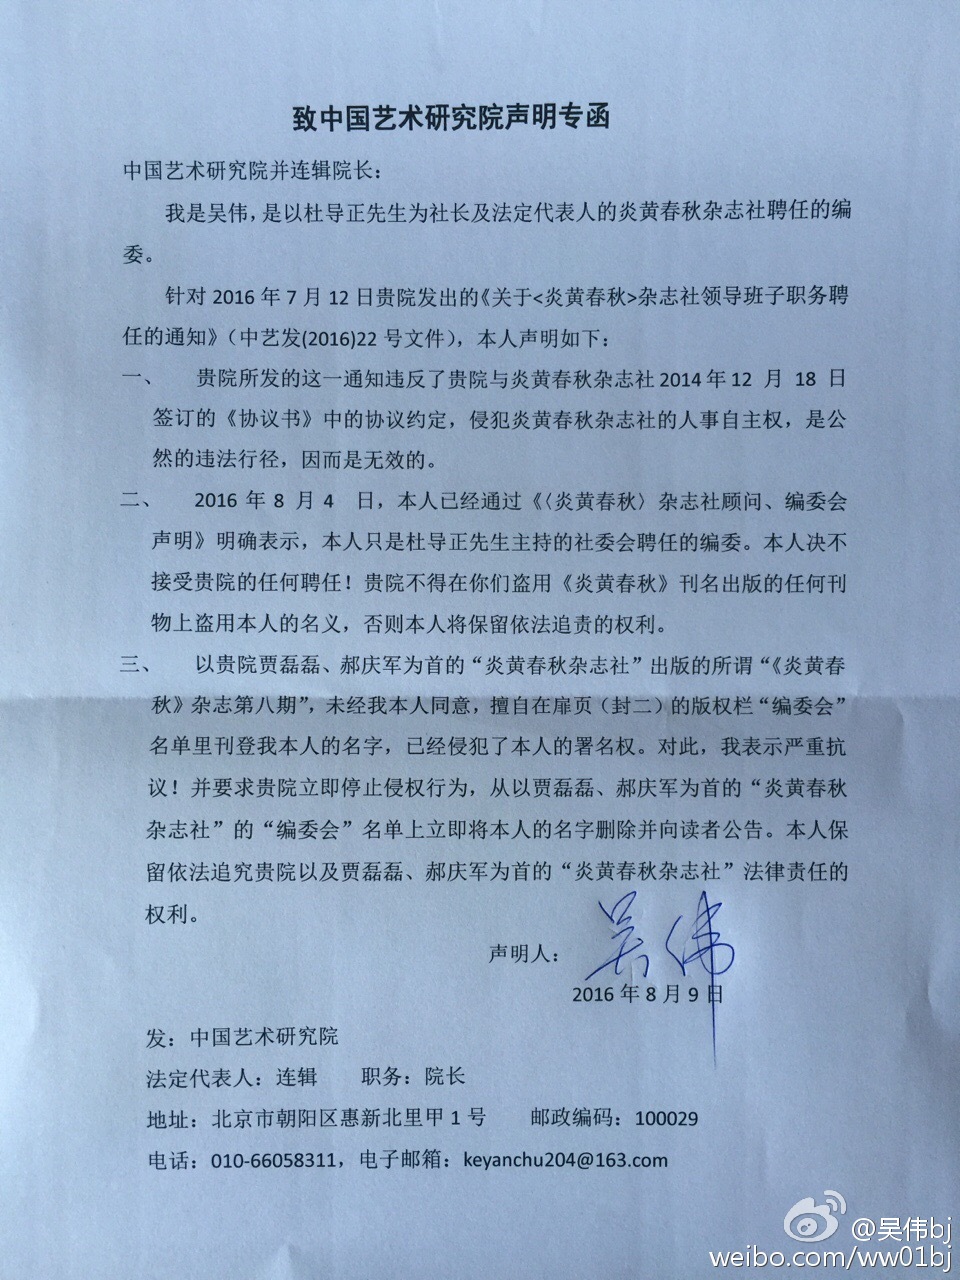 致中国艺术研究院声明专函
中国艺术研究院并连辑院长：
我是吴伟，是以杜导正先生为社长及法定代表人的炎黄春秋杂志社聘任的编
委。
针对 2016 年 7 月 12 日贵院发出的《关于<炎黄春秋>杂志社领导班子职务聘
任的通知》（中艺发(2016)22 号文件），本人声明如下：
一、 贵院所发的这一通知违反了贵院与炎黄春秋杂志社 2014 年 12 月 18 日
签订的《协议书》中的协议约定，侵犯炎黄春秋杂志社的人事自主权，是公
然的违法行径，因而是无效的。
二、 2016 年 8 月 4 日，本人已经通过《〈炎黄春秋〉杂志社顾问、编委会
声明》明确表示，本人只是杜导正先生主持的社委会聘任的编委。本人决不
接受贵院的任何聘任！贵院不得在你们盗用《炎黄春秋》刊名出版的任何刊
物上盗用本人的名义，否则本人将保留依法追责的权利。
三、 以贵院贾磊磊、郝庆军为首的“炎黄春秋杂志社”出版的所谓“《炎黄春
秋》杂志第八期”，未经我本人同意，擅自在扉页（封二）的版权栏“编委会”
名单里刊登我本人的名字，已经侵犯了本人的署名权。对此，我表示严重抗
议！并要求贵院立即停止侵权行为，从以贾磊磊、郝庆军为首的“炎黄春秋
杂志社”的“编委会”名单上立即将本人的名字删除并向读者公告。本人保
留依法追究贵院以及贾磊磊、郝庆军为首的“炎黄春秋杂志社”法律责任的
权利。
声明人： 吴伟
2016 年 8 月 9 日
发：中国艺术研究院
法定代表人：连辑 职务：院长
地址：北京市朝阳区惠新北里甲 1 号 邮政编码：100029
电话：010-66058311，电子邮箱：keyanchu204@163.com
@吴伟bj
weibo.com/ww01bj